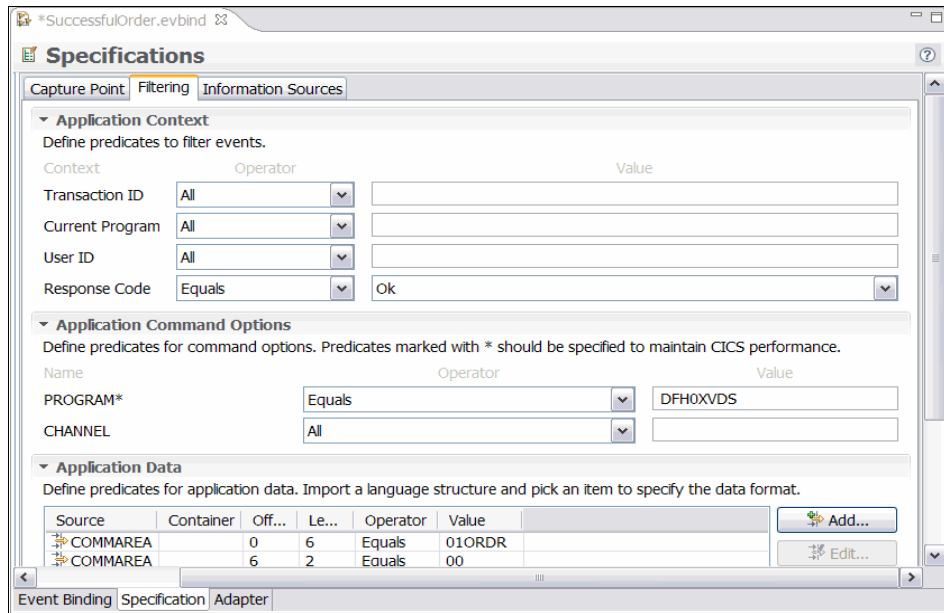 *SuccessfulOrder.evbind
Specifications
Capture Point Filtering Information Sources
Application Context
Define predicates to filter events.
Context Operator Value
Transaction ID All
Current Program All
User ID All
Response Code Equals Ok
Application Command Options
Define predicates for command options. Predicates marked with * should be specified to maintain CICS performance.
Name Operator Value
PROGRAM* Equals DFH0XVDS
CHANNEL All
Application Data
Define predicates for application data. Import a language structure and pick an item to specify the data format.
Source Container Off... Le... Operator Value
COMMAREA 0 6 Equals 01ORDR
COMMAREA 6 2 Equals 00
Add...
Edit...
Event Binding Specification Adapter